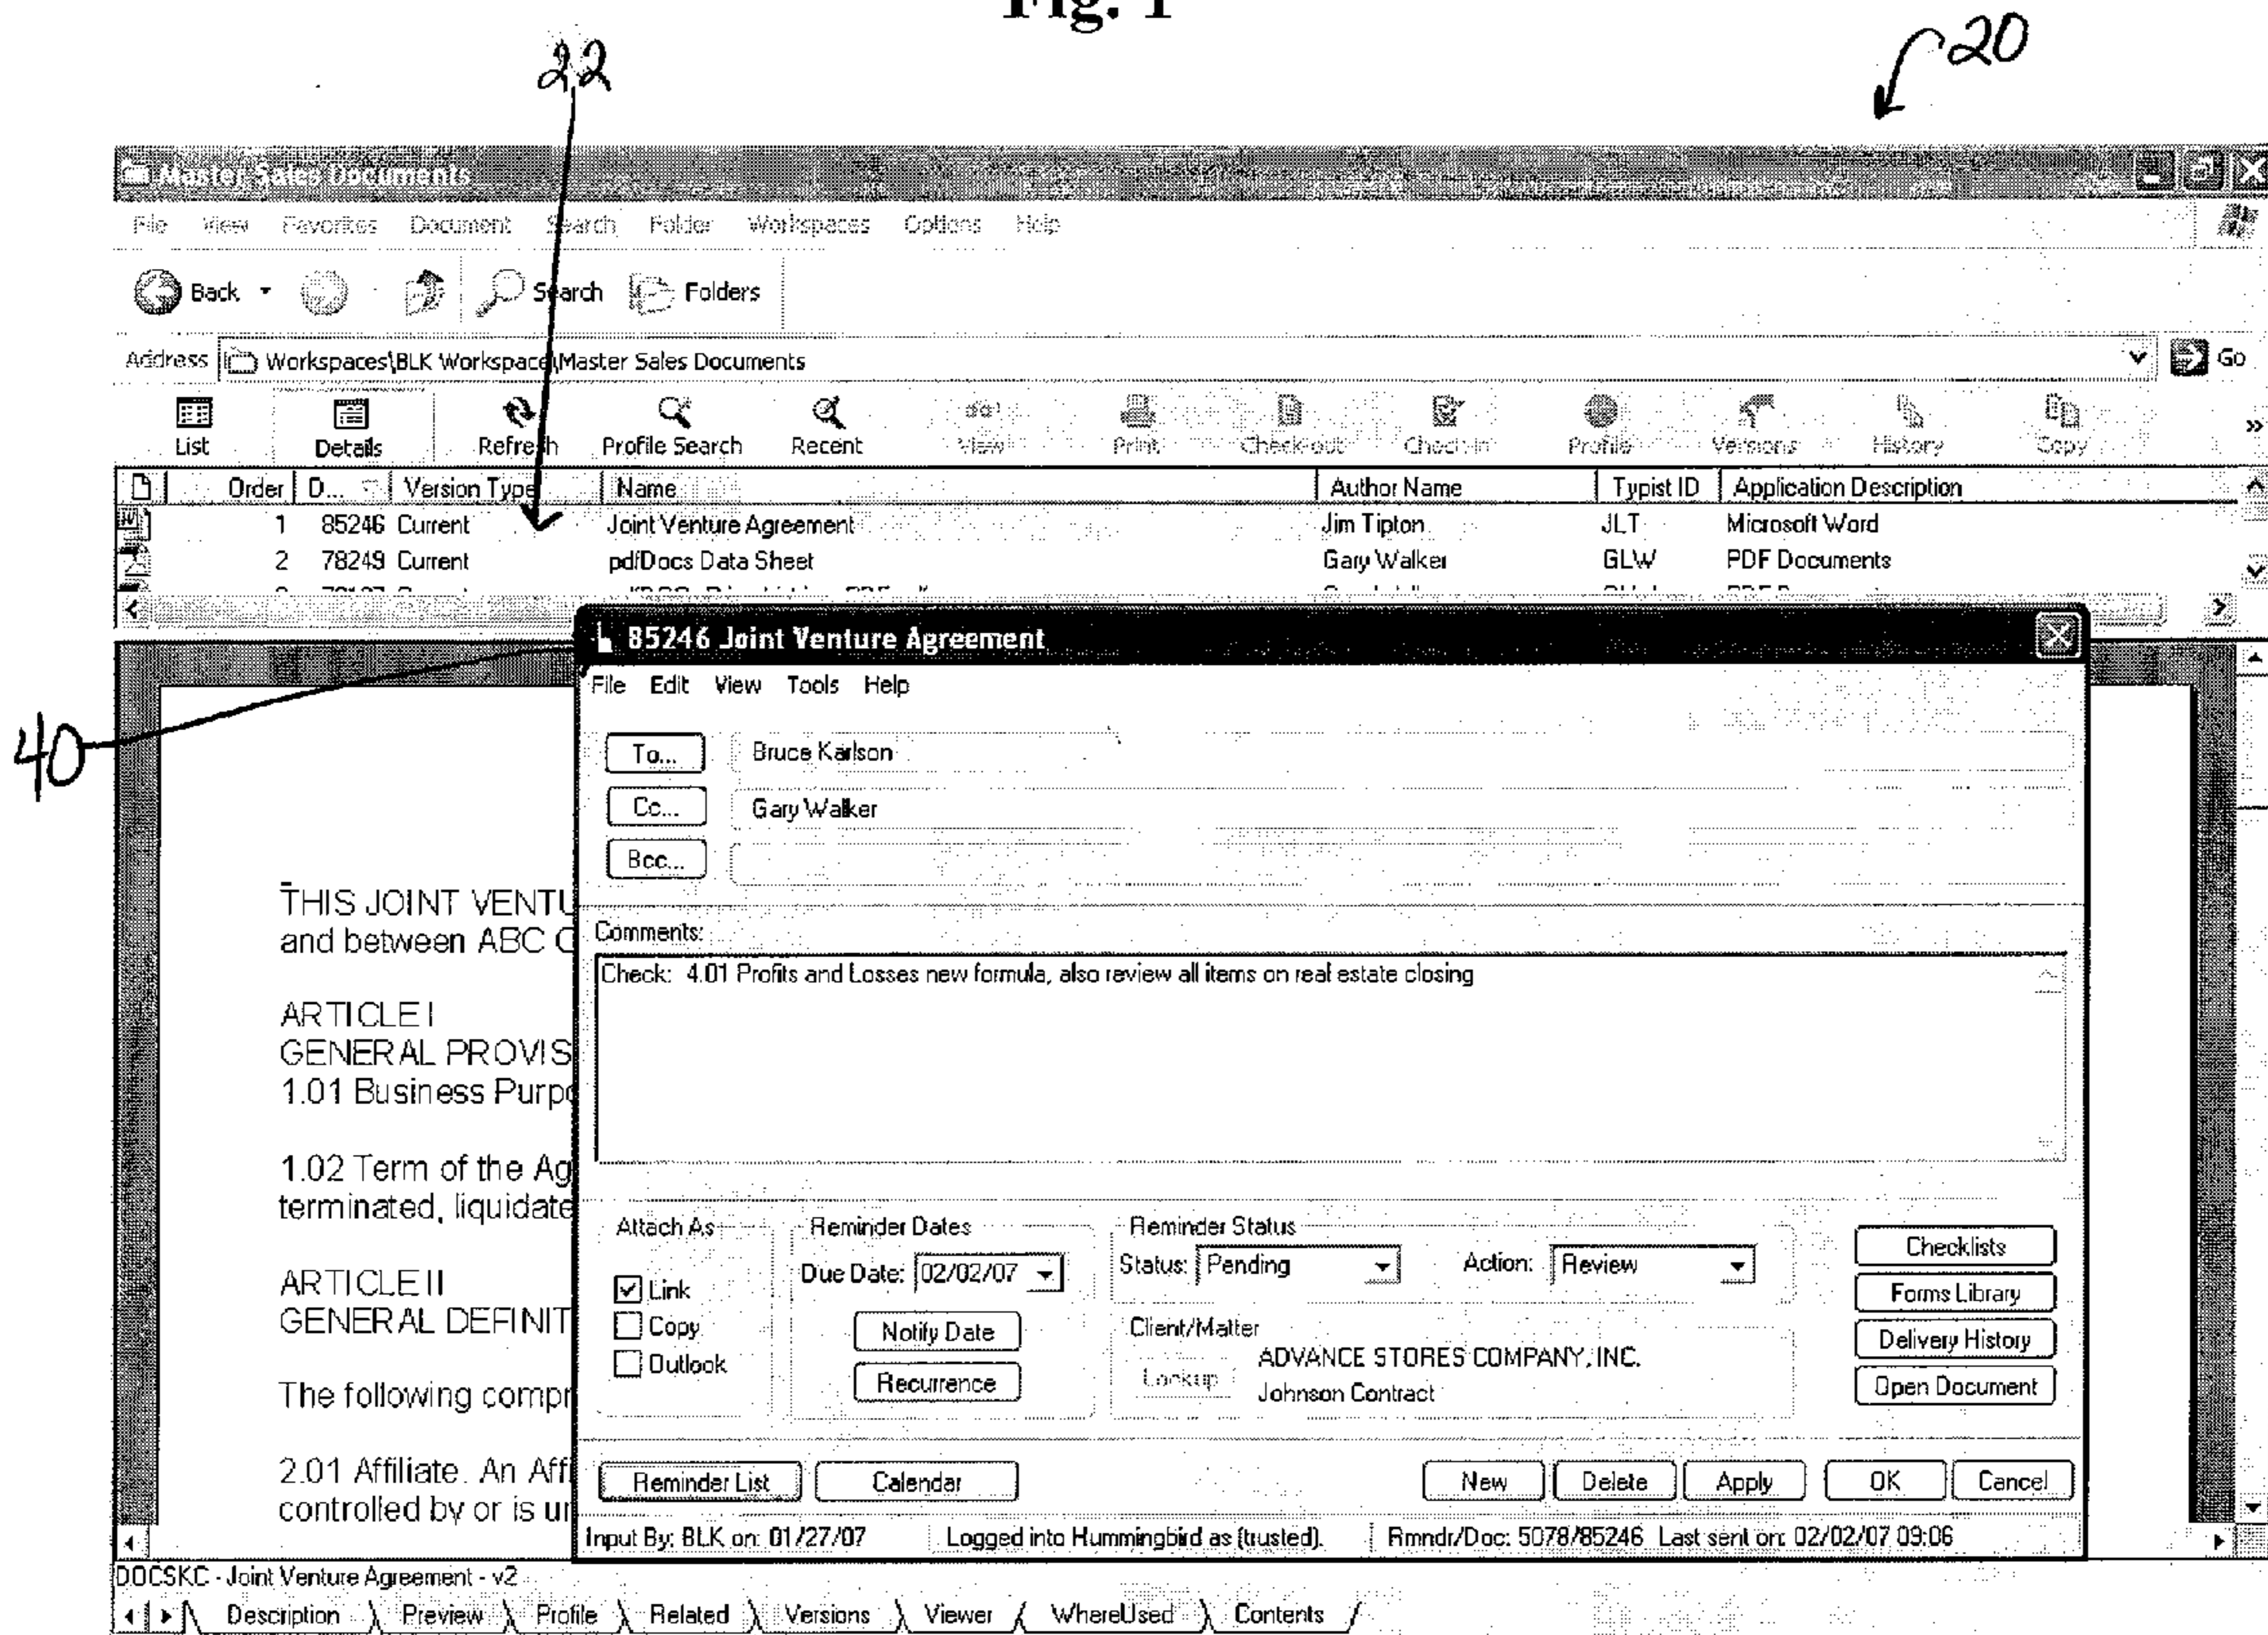 Fig. 1
22
20
Master Sales Documents
File View Favorites Document Search Folder Workspaces Options Help
Back Search Folders
Address Workspaces\BLK Workspace\Master Sales Documents Go
List Details Refresh Profile Search Recent View Print Check-out Check-in Profile Versions History Copy »
Order D... Version Type Name Author Name Typist ID Application Description
1 85246 Current Joint Venture Agreement Jim Tipton JLT Microsoft Word
2 78249 Current pdfDocs Data Sheet Gary Walker GLW PDF Documents
85246 Joint Venture Agreement
File Edit View Tools Help
40
To... Bruce Karlson
Cc... Gary Walker
Bcc...
THIS JOINT VENTU
and between ABC C
Comments:
Check: 4.01 Profits and Losses new formula, also review all items on real estate closing
ARTICLE I
GENERAL PROVIS
1.01 Business Purpo
1.02 Term of the Ag
terminated, liquidate
Attach As Reminder Dates Reminder Status
Due Date: 02/02/07 Status: Pending Action: Review Checklists
Link
Copy
Outlook
Notify Date
Recurrence
Client/Matter
Lookup ADVANCE STORES COMPANY, INC.
Johnson Contract
Forms Library
Delivery History
Open Document
ARTICLE II
GENERAL DEFINIT
The following compr
2.01 Affiliate. An Aff
controlled by or is un
Reminder List Calendar New Delete Apply OK Cancel
Input By: BLK on: 01/27/07 Logged into Hummingbird as (trusted). Rmndr/Doc: 5078/85246 Last sent on: 02/02/07 09:06
DOCSKC - Joint Venture Agreement - v2
Description Preview Profile Related Versions Viewer WhereUsed Contents